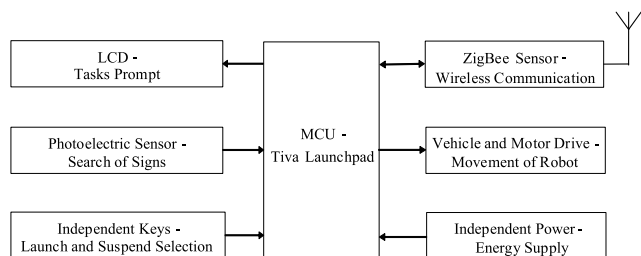 LCD -
Tasks Prompt
Photoelectric Sensor -
Search of Signs
Independent Keys -
Launch and Suspend Selection
MCU -
Tiva Launchpad
ZigBee Sensor -
Wireless Communication
Vehicle and Motor Drive -
Movement of Robot
Independent Power -
Energy Supply